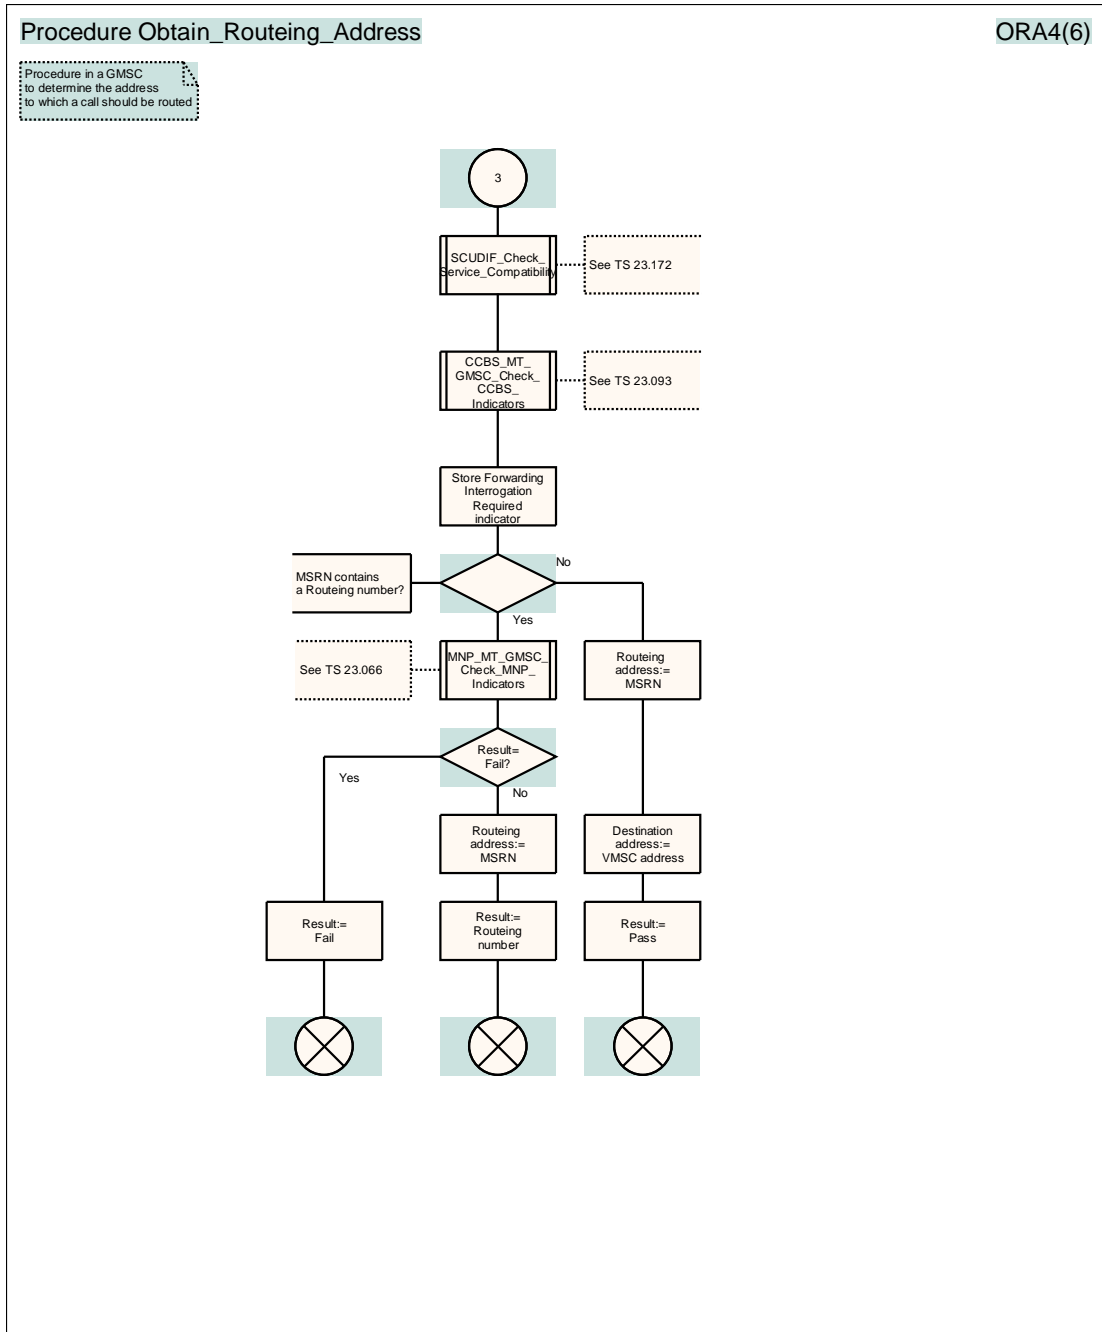 Procedure Obtain_Routeing_Address
ORA4(6)
Procedure in a GMSC
to determine the address
to which a call should be routed
3
SCUDIF_Check_
Service_Compatibility
See TS 23.172
CCBS_MT_
GMSC_Check_
CCBS_
Indicators
See TS 23.093
Store Forwarding
Interrogation
Required
indicator
No
MSRN contains
a Routeing number?
Yes
See TS 23.066
MNP_MT_GMSC_
Check_MNP_
Indicators
Routeing
address:=
MSRN
Result=
Fail?
Yes
No
Routeing
address:=
MSRN
Destination
address:=
VMSC address
Result:=
Fail
Result:=
Routeing
number
Result:=
Pass